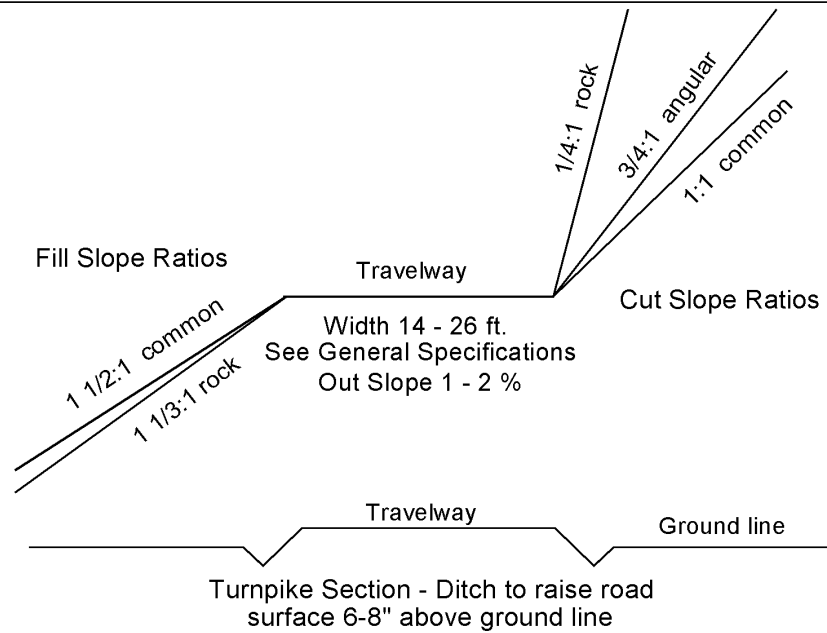 1/4:1 rock
3/4:1 angular
1:1 common
Fill Slope Ratios
Travelway
Cut Slope Ratios
Width 14 - 26 ft.
See General Specifications
Out Slope 1 - 2 %
1 1/2:1 common
1 1/3:1 rock
Travelway
Ground line
Turnpike Section - Ditch to raise road
surface 6-8" above ground line